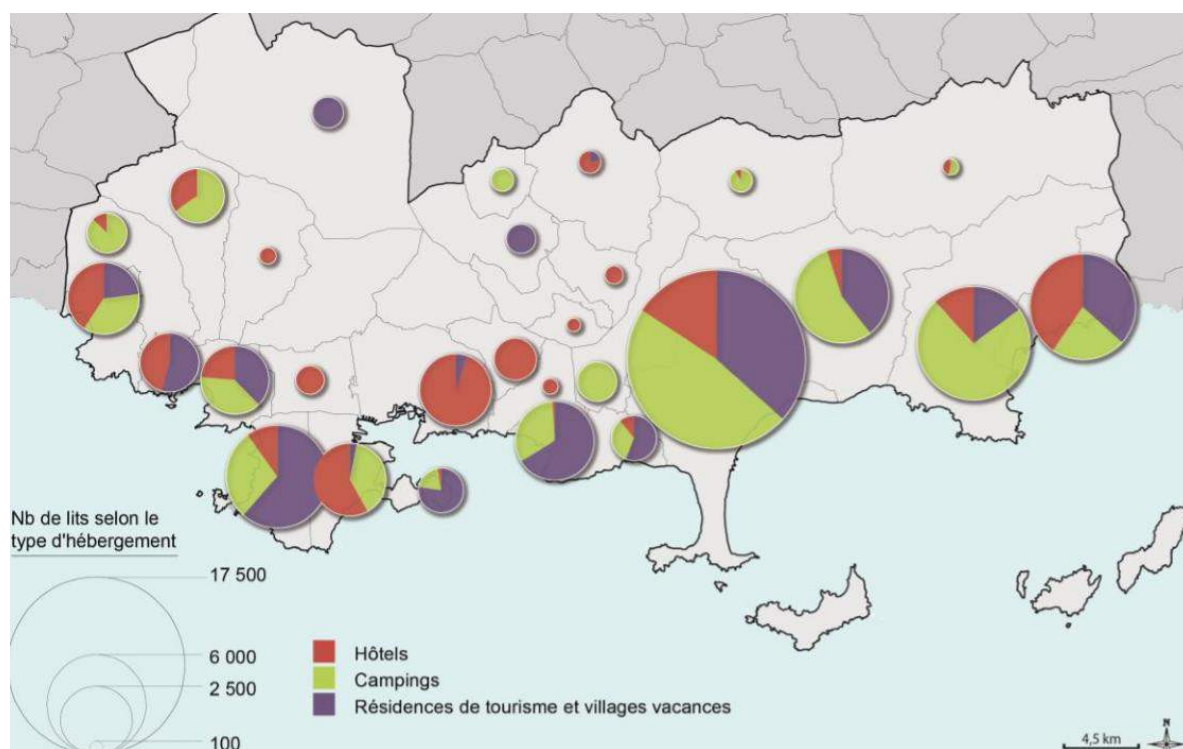 Nb de lits selon le
type d'hébergement
17 500
6 000
2 500
100
Hôtels
Campings
Résidences de tourisme et villages vacances
4,5 km
N